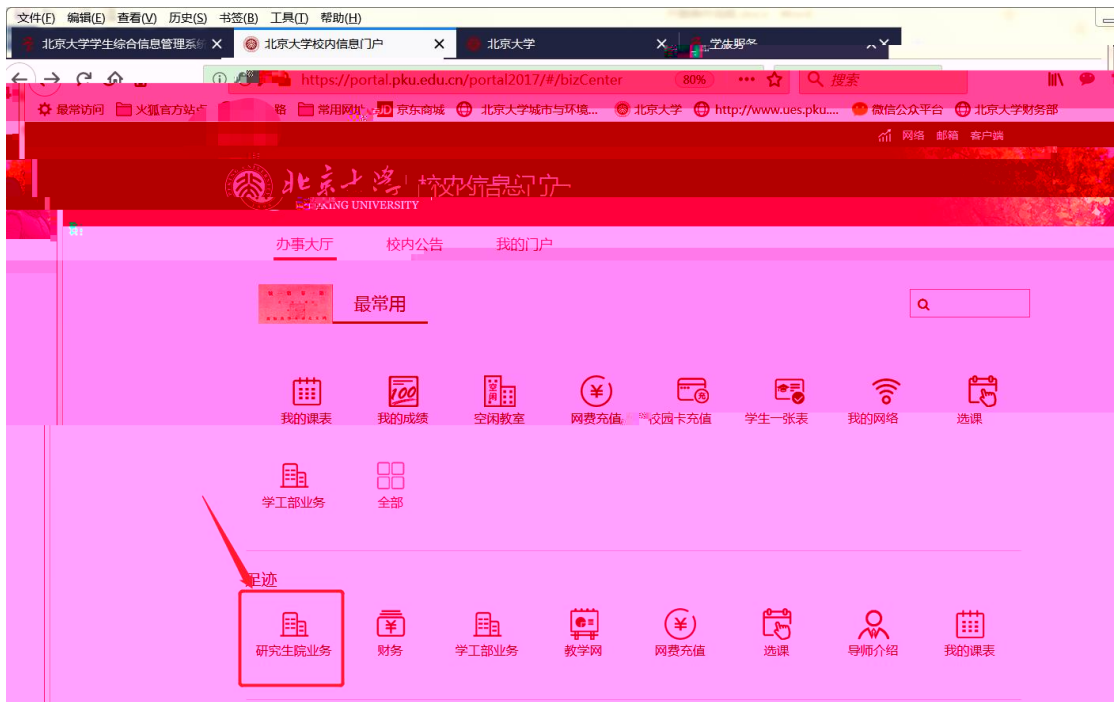 文件(F) 编辑(E) 查看(V) 历史(S) 书签(B) 工具(T) 帮助(H)
北京大学学生综合信息管理系统 × 北京大学校内信息门户 × 北京大学 ×
https://portal.pku.edu.cn/portal2017/#/bizCenter 80% ••• 搜索
最常访问 火狐官方站点 常用网址 JD 京东商城 北京大学城市与环境... 北京大学 http://www.ues.pku.... 微信公众平台 北京大学财务部
网络 邮箱 客户端
北京大学 校内信息门户
UNIVERSITY
办事大厅 校内公告 我的门户
最常用
我的课表 我的成绩 空闲教室 网费充值 校园卡充值 学生一张表 我的网络 选课
学工部业务 全部
足迹
研究生院业务 财务 学工部业务 教学网 网费充值 选课 导师介绍 我的课表